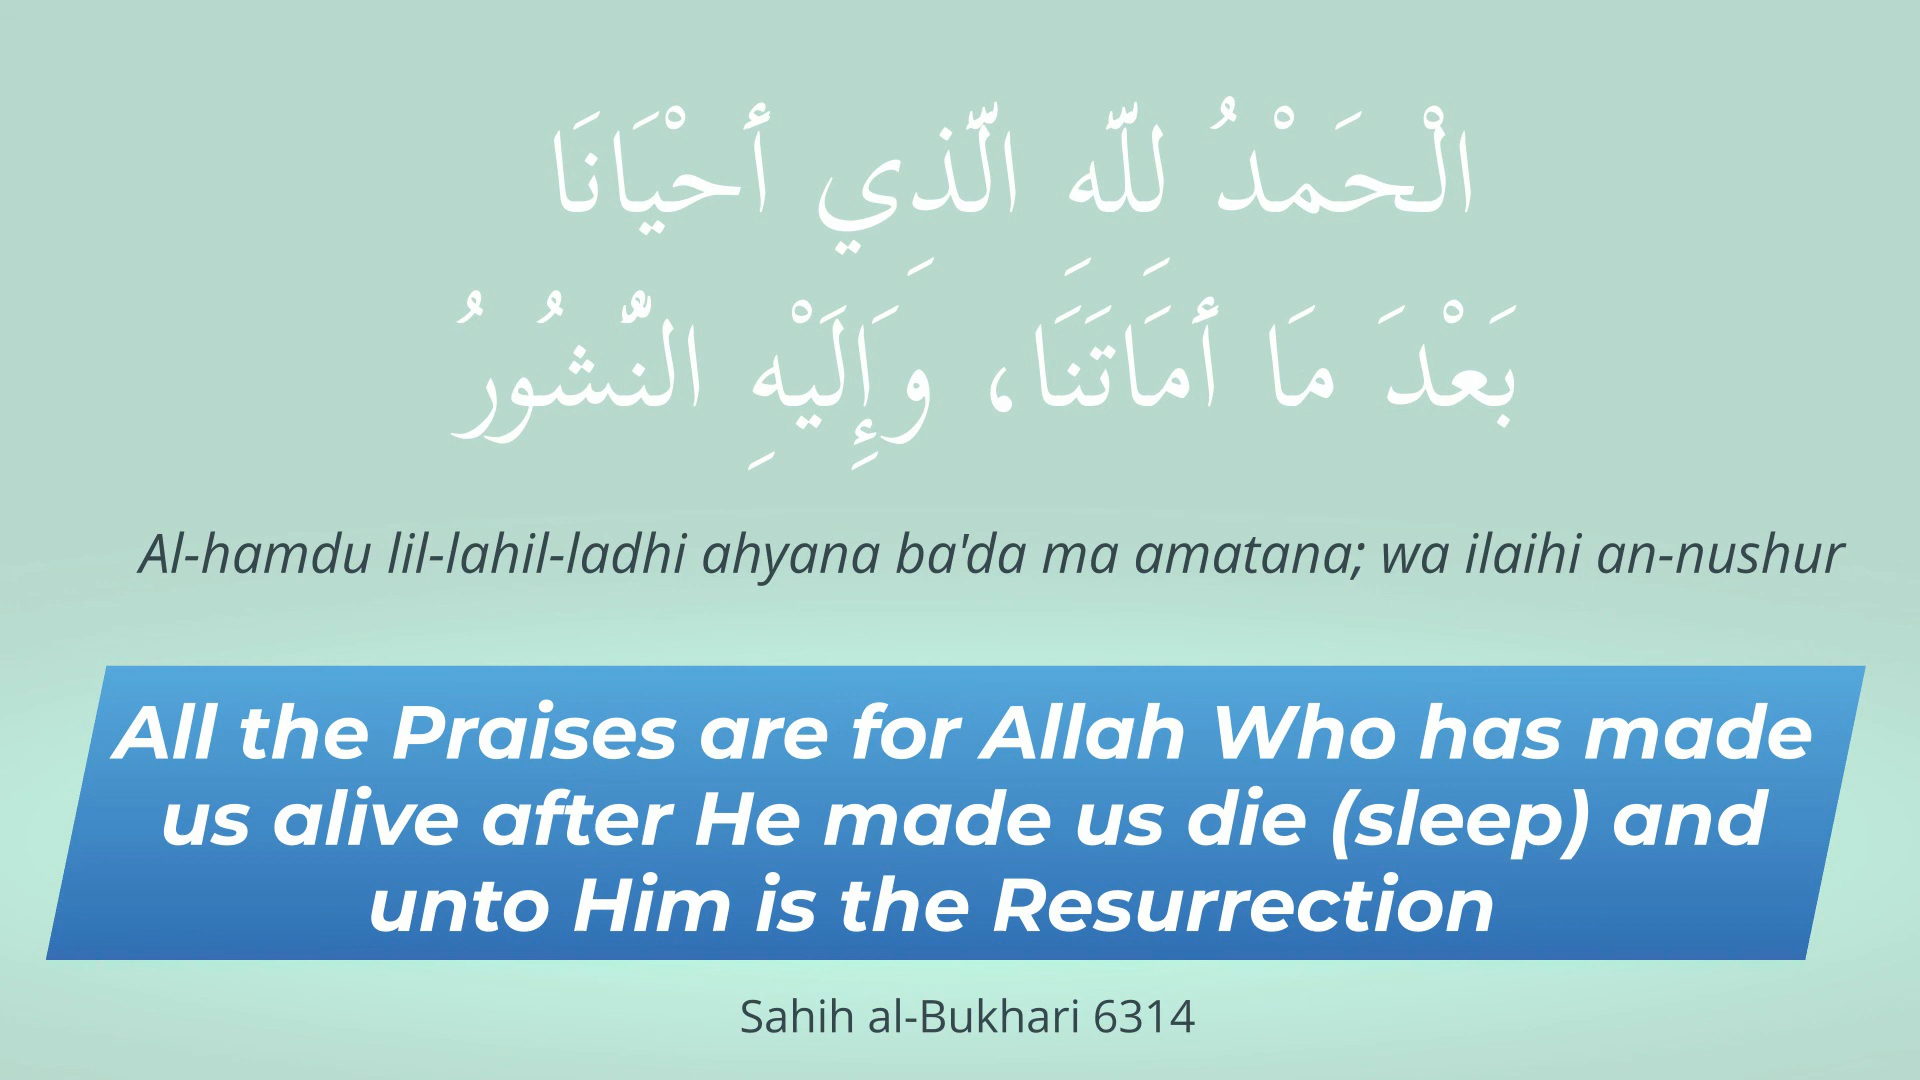 الْحَمْدُ لَلّهِ الَّذِي أَحْيَانَا
بَعْدَ مَا أَمَاتَنَا، وَإِلَيْهِ النُّشُورُ
Al-hamdu lil-lahil-ladhi ahyana ba'da ma amatana; wa ilaihi an-nushur
All the Praises are for Allah Who has made
us alive after He made us die (sleep) and
unto Him is the Resurrection
Sahih al-Bukhari 6314